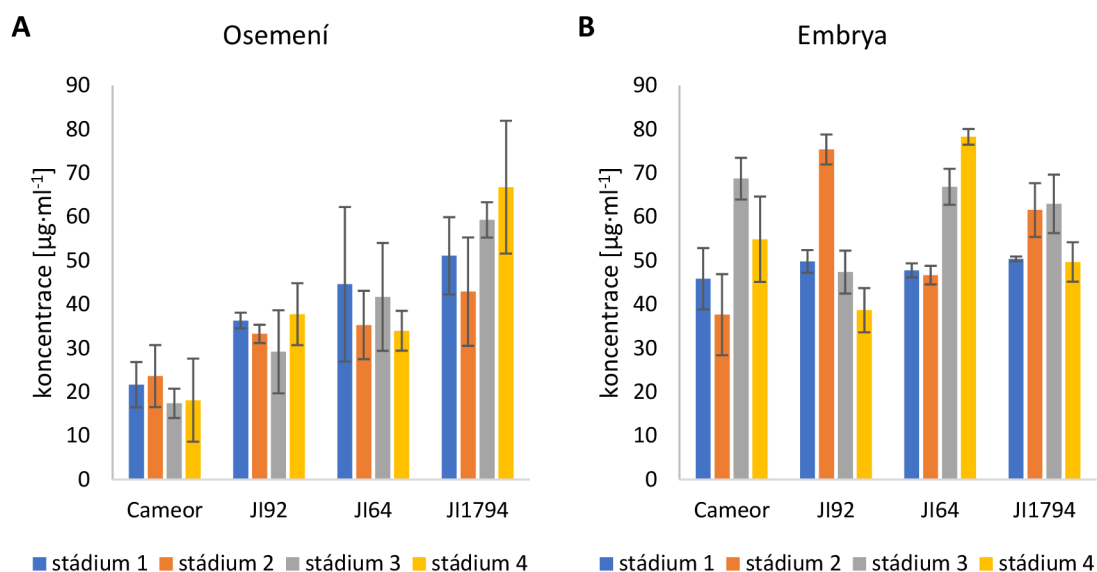 A
Osemení
koncentrace [µg·ml⁻¹]
90
80
70
60
50
40
30
20
10
0
Cameor JI92 JI64 JI1794
stádium 1 stádium 2 stádium 3 stádium 4
B
Embrya
koncentrace [µg·ml⁻¹]
90
80
70
60
50
40
30
20
10
0
Cameor JI92 JI64 JI1794
stádium 1 stádium 2 stádium 3 stádium 4